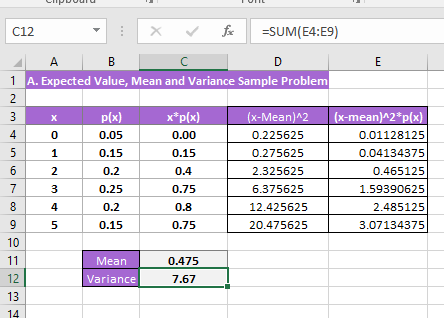 C12 =SUM(E4:E9)
A B C D E
1 A. Expected Value, Mean and Variance Sample Problem
2
3 x p(x) x*p(x) (x-Mean)^2 (x-mean)^2*p(x)
4 0 0.05 0.00 0.225625 0.01128125
5 1 0.15 0.15 0.275625 0.04134375
6 2 0.2 0.4 2.325625 0.465125
7 3 0.25 0.75 6.375625 1.59390625
8 4 0.2 0.8 12.425625 2.485125
9 5 0.15 0.75 20.475625 3.07134375
10
11 Mean 0.475
12 Variance 7.67
13
14